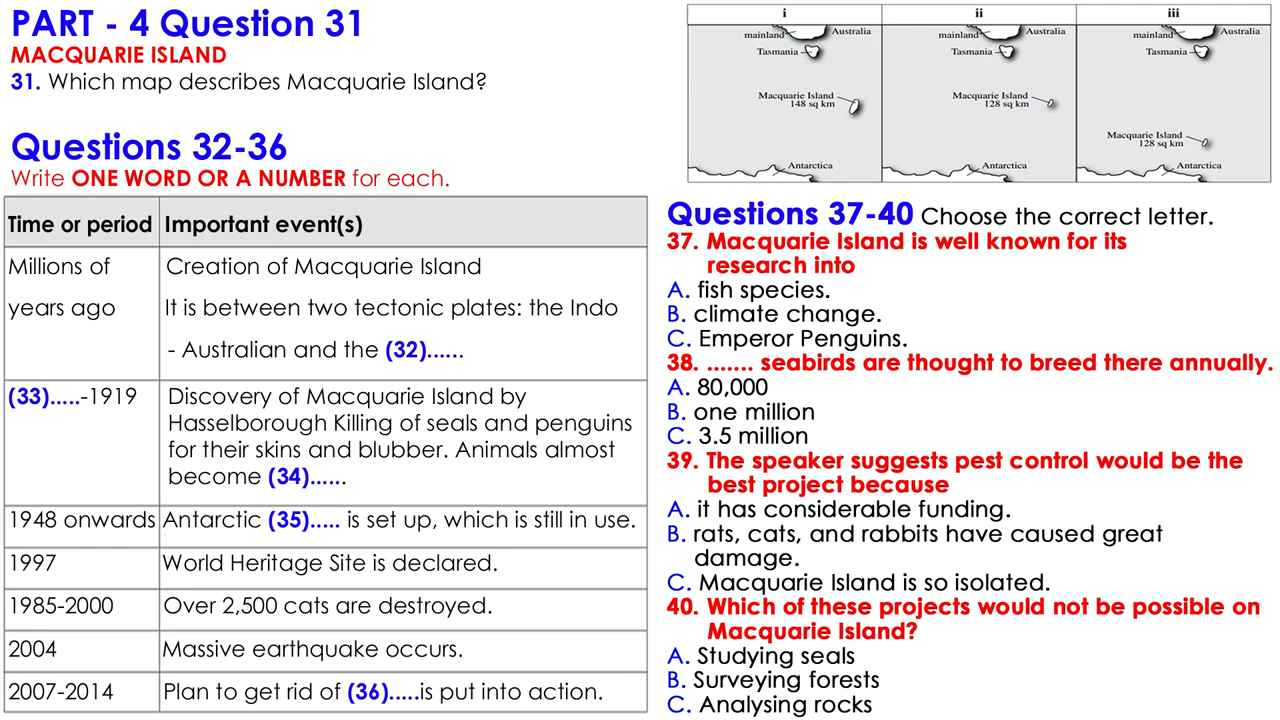 PART - 4 Question 31
MACQUARIE ISLAND
31. Which map describes Macquarie Island?
i
mainland
Australia
Tasmania
Macquarie Island
148 sq km
Antarctica
ii
mainland
Australia
Tasmania
Macquarie Island
128 sq km
Antarctica
iii
mainland
Australia
Tasmania
Macquarie Island
128 sq km
Antarctica
Questions 32-36
Write ONE WORD OR A NUMBER for each.
Time or period
Important event(s)
Millions of
years ago
Creation of Macquarie Island
It is between two tectonic plates: the Indo
- Australian and the (32)......
(33).....-1919
Discovery of Macquarie Island by
Hasselborough Killing of seals and penguins
for their skins and blubber. Animals almost
become (34)......
1948 onwards
Antarctic (35)..... is set up, which is still in use.
1997
World Heritage Site is declared.
1985-2000
Over 2,500 cats are destroyed.
2004
Massive earthquake occurs.
2007-2014
Plan to get rid of (36).....is put into action.
Questions 37-40 Choose the correct letter.
37. Macquarie Island is well known for its
research into
A. fish species.
B. climate change.
C. Emperor Penguins.
38. ....... seabirds are thought to breed there annually.
A. 80,000
B. one million
C. 3.5 million
39. The speaker suggests pest control would be the
best project because
A. it has considerable funding.
B. rats, cats, and rabbits have caused great
damage.
C. Macquarie Island is so isolated.
40. Which of these projects would not be possible on
Macquarie Island?
A. Studying seals
B. Surveying forests
C. Analysing rocks